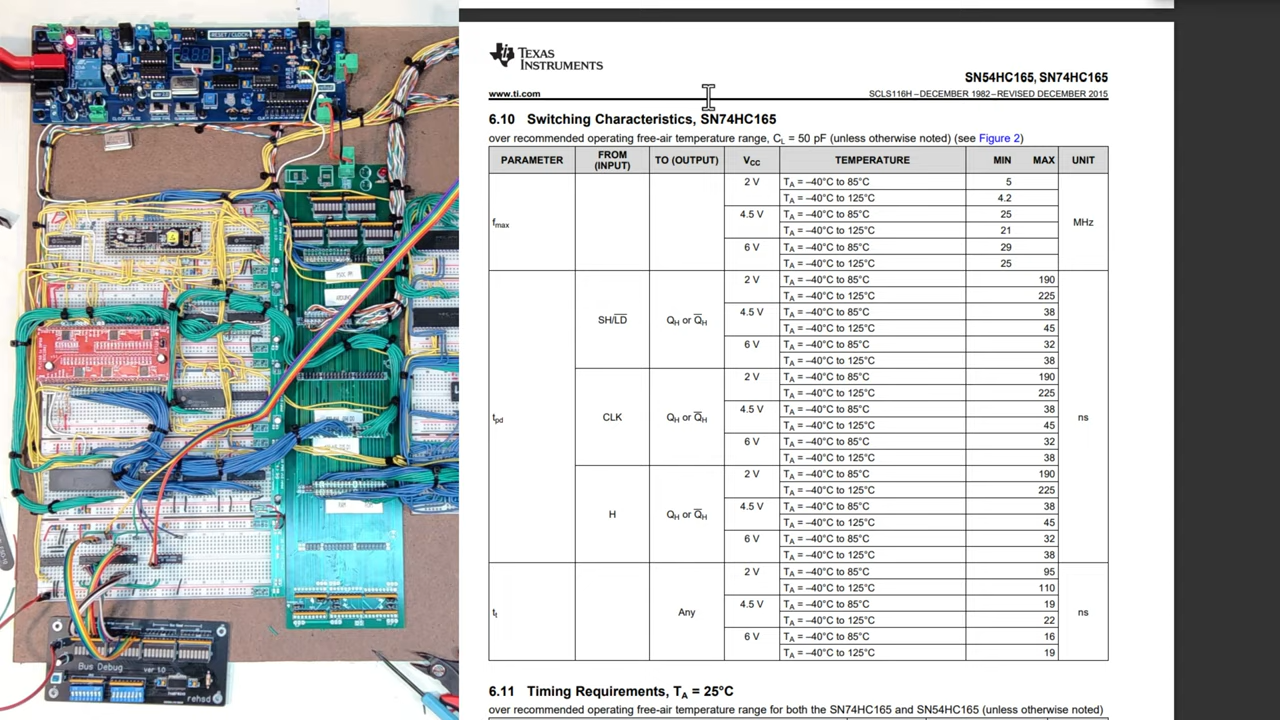 RESET/CLOCK
Bus Debug ver 1.0
rehsd
TEXAS
INSTRUMENTS
SN54HC165, SN74HC165
www.ti.com
SCLS116H – DECEMBER 1982 – REVISED DECEMBER 2015
6.10 Switching Characteristics, SN74HC165
over recommended operating free-air temperature range, CL = 50 pF (unless otherwise noted) (see Figure 2)
PARAMETER FROM (INPUT) TO (OUTPUT) VCC TEMPERATURE MIN MAX UNIT
fmax 2 V TA = –40°C to 85°C 5 MHz
TA = –40°C to 125°C 4.2
4.5 V TA = –40°C to 85°C 25
TA = –40°C to 125°C 21
6 V TA = –40°C to 85°C 29
TA = –40°C to 125°C 25
tpd SH/L̅D̅ QH or Q̅H 2 V TA = –40°C to 85°C 190 ns
TA = –40°C to 125°C 225
4.5 V TA = –40°C to 85°C 38
TA = –40°C to 125°C 45
6 V TA = –40°C to 85°C 32
TA = –40°C to 125°C 38
CLK QH or Q̅H 2 V TA = –40°C to 85°C 190
TA = –40°C to 125°C 225
4.5 V TA = –40°C to 85°C 38
TA = –40°C to 125°C 45
6 V TA = –40°C to 85°C 32
TA = –40°C to 125°C 38
H QH or Q̅H 2 V TA = –40°C to 85°C 190
TA = –40°C to 125°C 225
4.5 V TA = –40°C to 85°C 38
TA = –40°C to 125°C 45
6 V TA = –40°C to 85°C 32
TA = –40°C to 125°C 38
tt Any 2 V TA = –40°C to 85°C 95 ns
TA = –40°C to 125°C 110
4.5 V TA = –40°C to 85°C 19
TA = –40°C to 125°C 22
6 V TA = –40°C to 85°C 16
TA = –40°C to 125°C 19
6.11 Timing Requirements, TA = 25°C
over recommended operating free-air temperature range for both the SN74HC165 and SN54HC165 (unless otherwise noted)